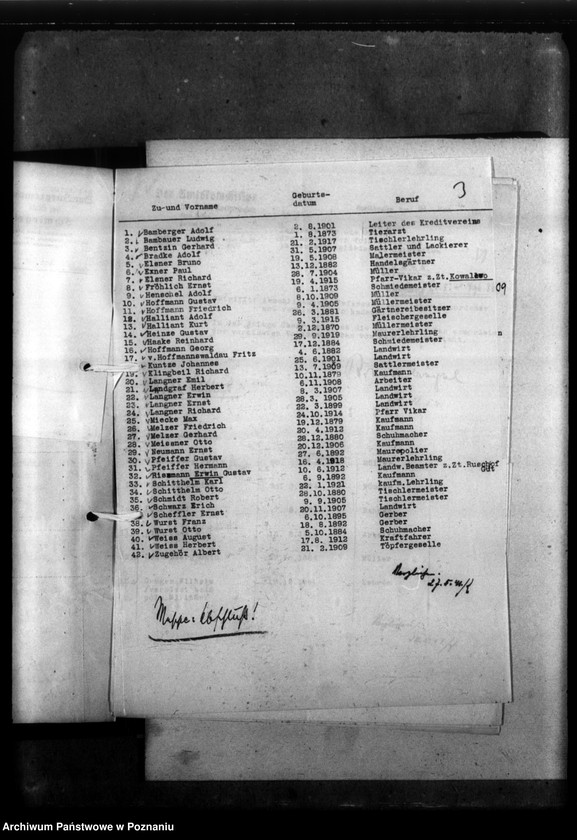 3
Zu-und Vorname Geburts-datum Beruf
1. Bamberger Adolf 2. 8.1901 Leiter des Kreditvereins
2. Bambauer Ludwig 1. 8.1873 Tierarzt
3. Bentzin Gerhard 21. 2.1917 Tischlerlehrling
4. Bradke Adolf 31. 5.1907 Sattler und Lackierer
5. Elsner Bruno 19. 5.1908 Malermeister
6. Exner Paul 13.12.1882 Handelsgärtner
7. Elsner Richard 28. 7.1904 Müller
8. Fröhlich Ernst 19. 4.1915 Pfarr-Vikar z.Zt.Kowalewo
9. Henschel Adolf 6. 1.1873 Schmiedemeister
10. Hoffmann Gustav 8.10.1909 Müller
11. Hoffmann Friedrich 9. 4.1905 Müllermeister
12. Halliant Adolf 26. 3.1881 Gärtnereibesitzer
13. Halliant Kurt 9. 3.1915 Fleischergeselle
14. Heinze Gustav 2.12.1870 Müllermeister
15. Haake Reinhard 29. 9.1919 Maurerlehrling
16. Hoffmann Georg 17.12.1884 Schmiedemeister
17. v.Hoffmannswaldau Fritz 4. 6.1882 Landwirt
Kuntze Johannes 25. 6.1901 Landwirt
19. Klingbeil Richard 13. 7.1909 Sattlermeister
20. Langner Emil 10.11.1879 Kaufmann
21. Landgraf Herbert 6.11.1908 Arbeiter
22. Langner Erwin 8. 3.1907 Landwirt
23. Langner Ernst 28.3. 1905 Landwirt
24. Langner Richard 22. 3.1899 Landwirt
25. Miecke Max 24.10.1914 Pfarr Vikar
26. Melzer Friedrich 19.12.1879 Kaufmann
27. Melzer Gerhard 20. 4.1912 Kaufmann
28. Meissner Otto 28.12.1880 Schuhmacher
29. Neumann Ernst 20.12.1906 Kaufmann
30. Pfeiffer Gustav 27. 6.1892 Maurepolier
31. Pfeiffer Hermann 16. 4.1918 Maurerlehrling
32. Riesmann Erwin Gustav 10. 6.1912 Landw.Beamter z.Zt.Ruschof
33. Schitthelm Karl 6. 9.1892 Kaufmann
34. Schitthelm Otto 22. 1.1921 kaufm.Lehrling
35. Schmidt Robert 28.10.1880 Tischlermeister
36. Schwarz Erich 9. 9.1905 Tischlermeister
Scheffler Ernst 20.11.1907 Landwirt
38. Wurst Franz 6.10.1895 Gerber
39. Wurst Otto 18. 8.1892 Gerber
40. Weiss August 5.10.1884 Schuhmacher
41. Weiss Herbert 17.8. 1912 Kraftfahrer
42. Zugehör Albert 21. 2.1909 Töpfergeselle
Archiwum Państwowe w Poznaniu